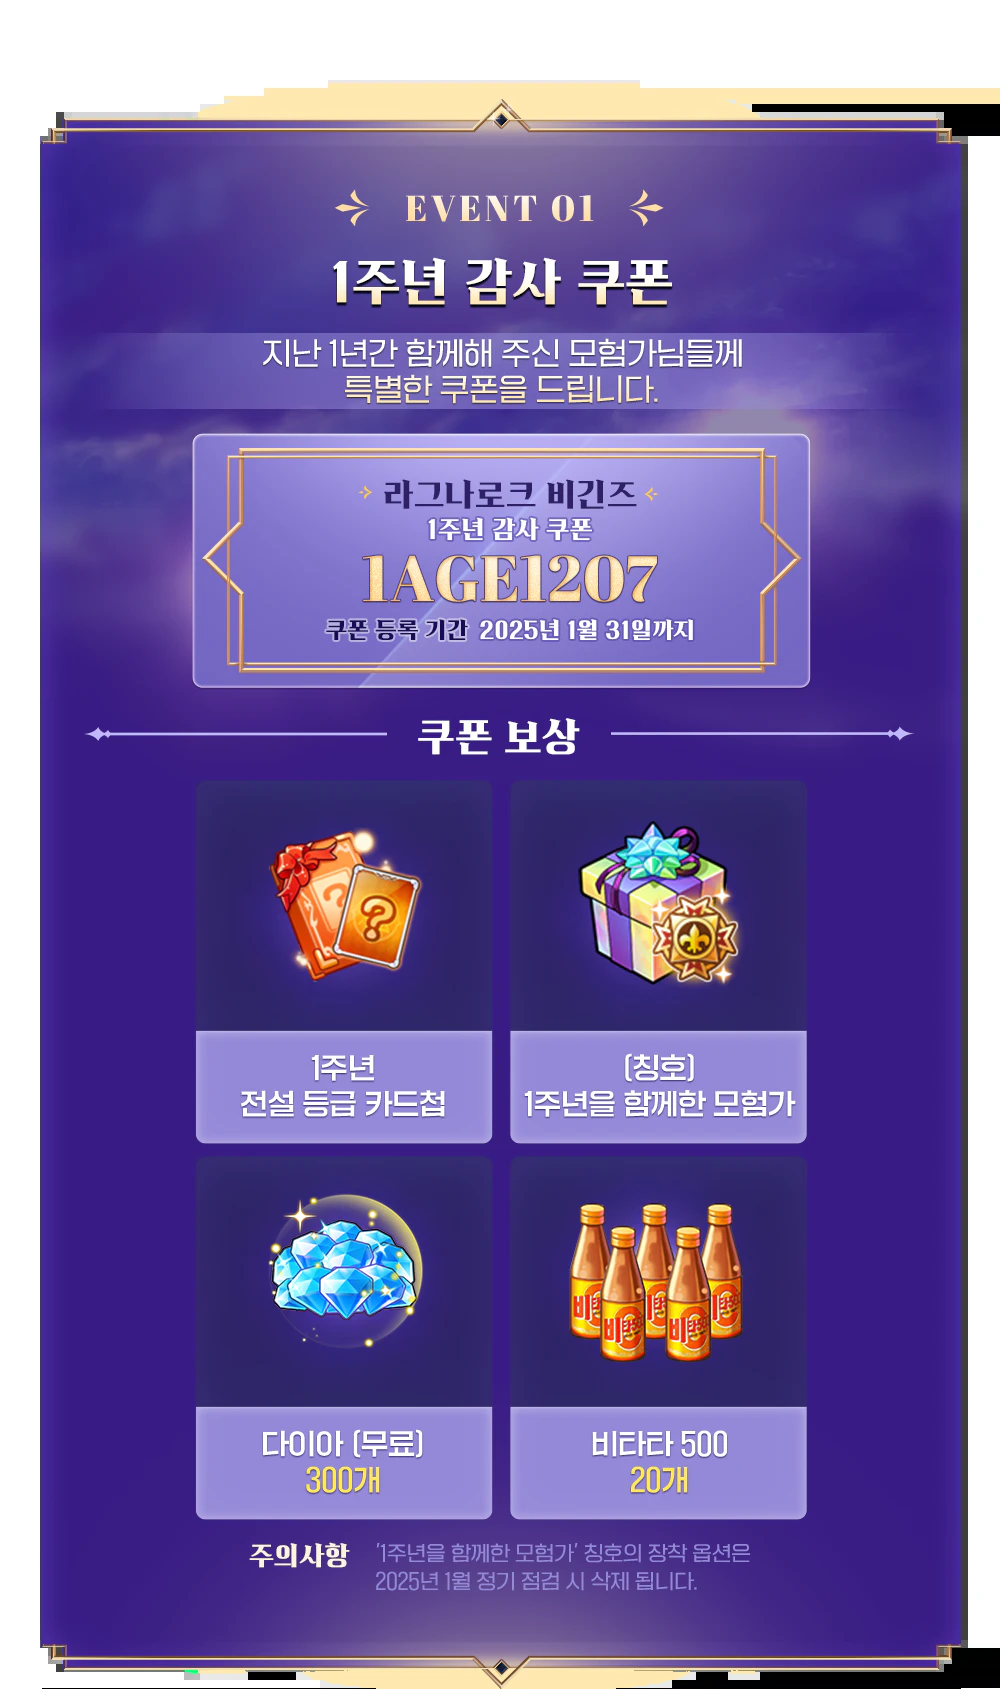 EVENT 01
1주년 감사 쿠폰
지난 1년간 함께해 주신 모험가님들께
특별한 쿠폰을 드립니다.
라그나로크 비긴즈
1주년 감사 쿠폰
1AGE1207
쿠폰 등록 기간 2025년 1월 31일까지
쿠폰 보상
1주년
전설 등급 카드첩
(칭호)
1주년을 함께한 모험가
다이아 (무료)
300개
비타타 500
20개
주의사항 '1주년을 함께한 모험가' 칭호의 장착 옵션은
2025년 1월 정기 점검 시 삭제 됩니다.